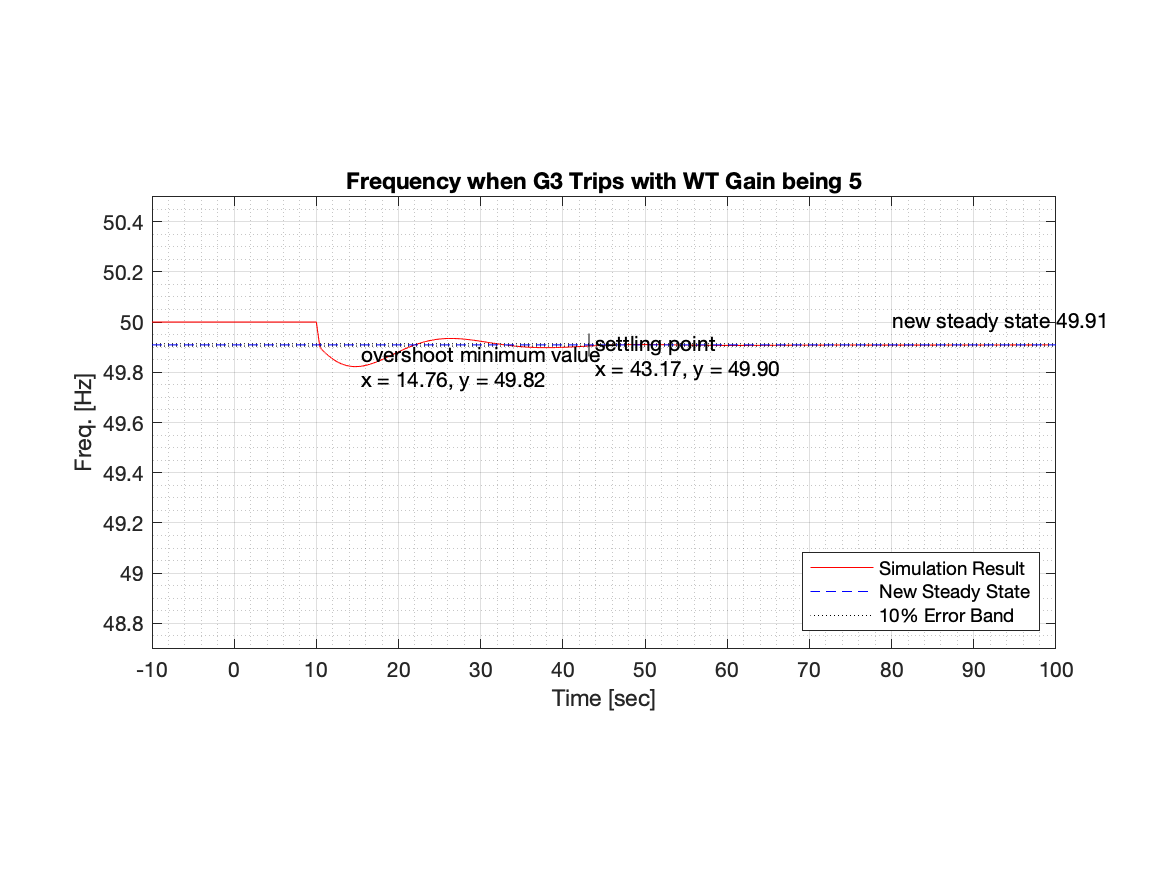 Frequency when G3 Trips with WT Gain being 5
50.4
50.2
50
49.8
49.6
49.4
49.2
49
48.8
Freq. [Hz]
new steady state 49.91
overshoot minimum value
x = 14.76, y = 49.82
settling point
x = 43.17, y = 49.90
Simulation Result
New Steady State
10% Error Band
-10 0 10 20 30 40 50 60 70 80 90 100
Time [sec]